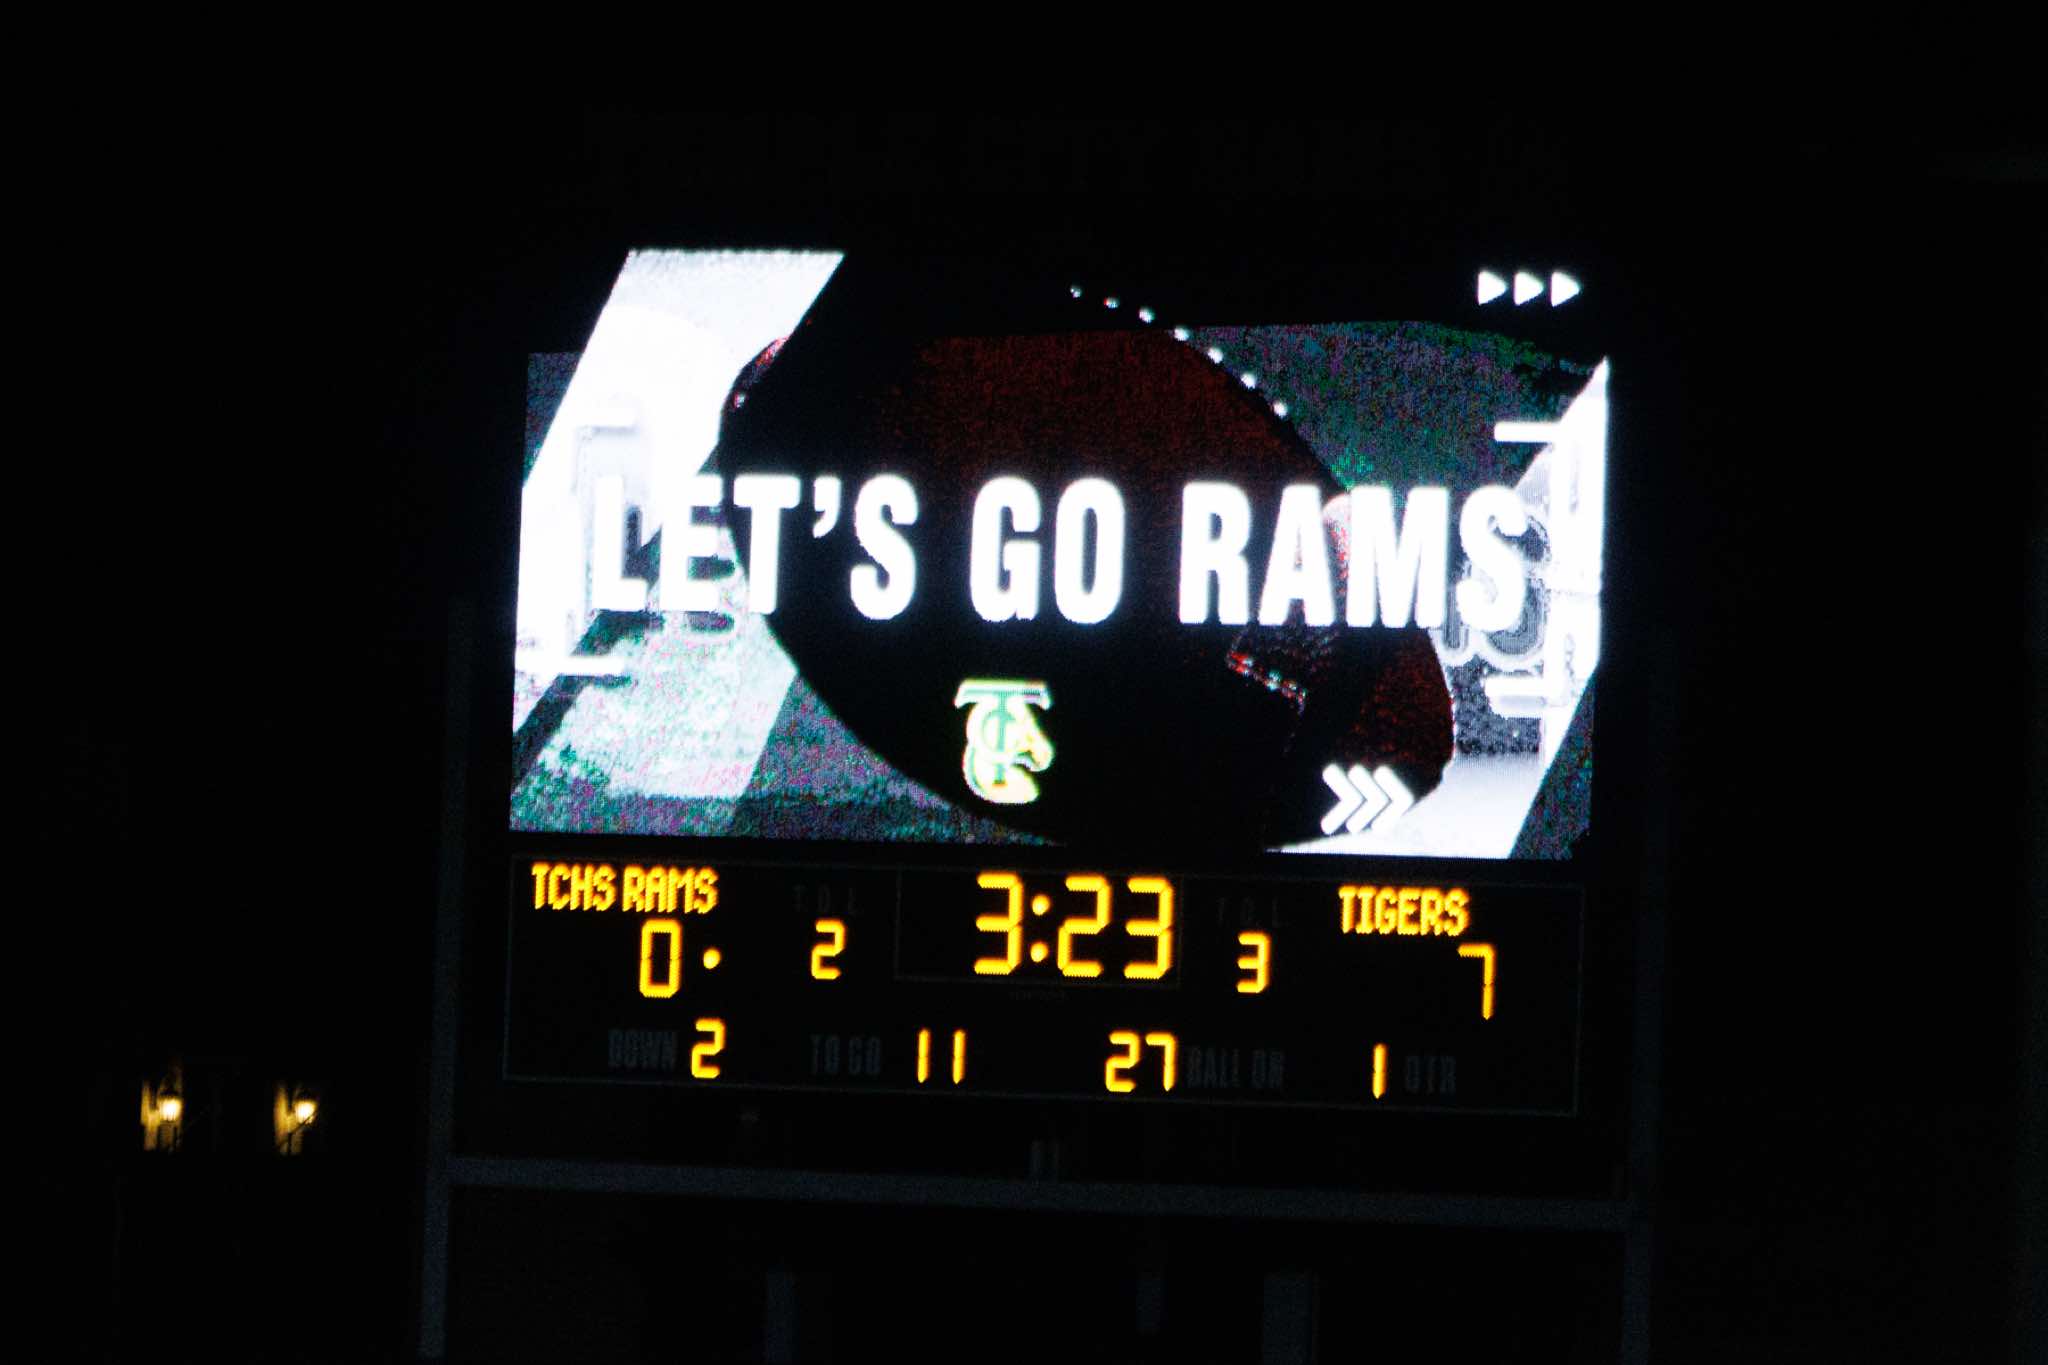 LET'S GO RAMS
TC
TCHS RAMS T.O.L 3:23 T.O.L TIGERS
0 2 3 7
DOWN 2 TO GO 11 27 BALL ON 1 QTR